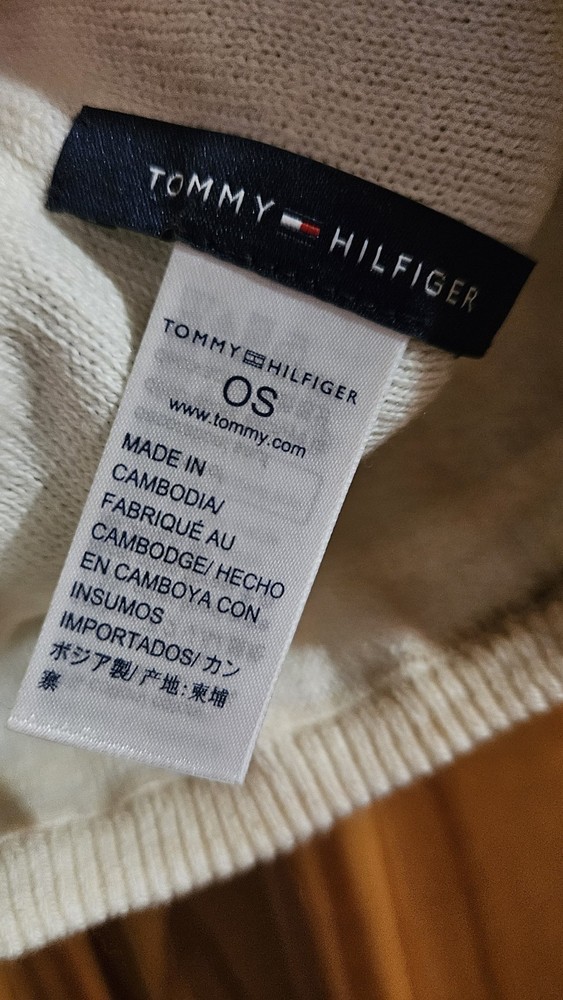 TOMMY HILFIGER
TOMMY HILFIGER
OS
www.tommy.com
MADE IN
CAMBODIA/
FABRIQUÉ AU
CAMBODGE/ HECHO
EN CAMBOYA CON
INSUMOS
IMPORTADOS/ カン
ボジア製/ 产地: 柬埔
寨